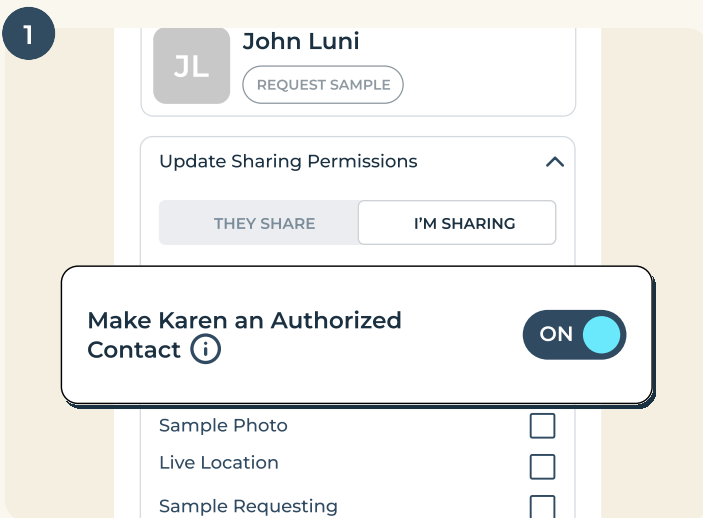 1
JL
John Luni
REQUEST SAMPLE
Update Sharing Permissions
THEY SHARE
I'M SHARING
Make Karen an Authorized
Contact
ON
Sample Photo
Live Location
Sample Requesting